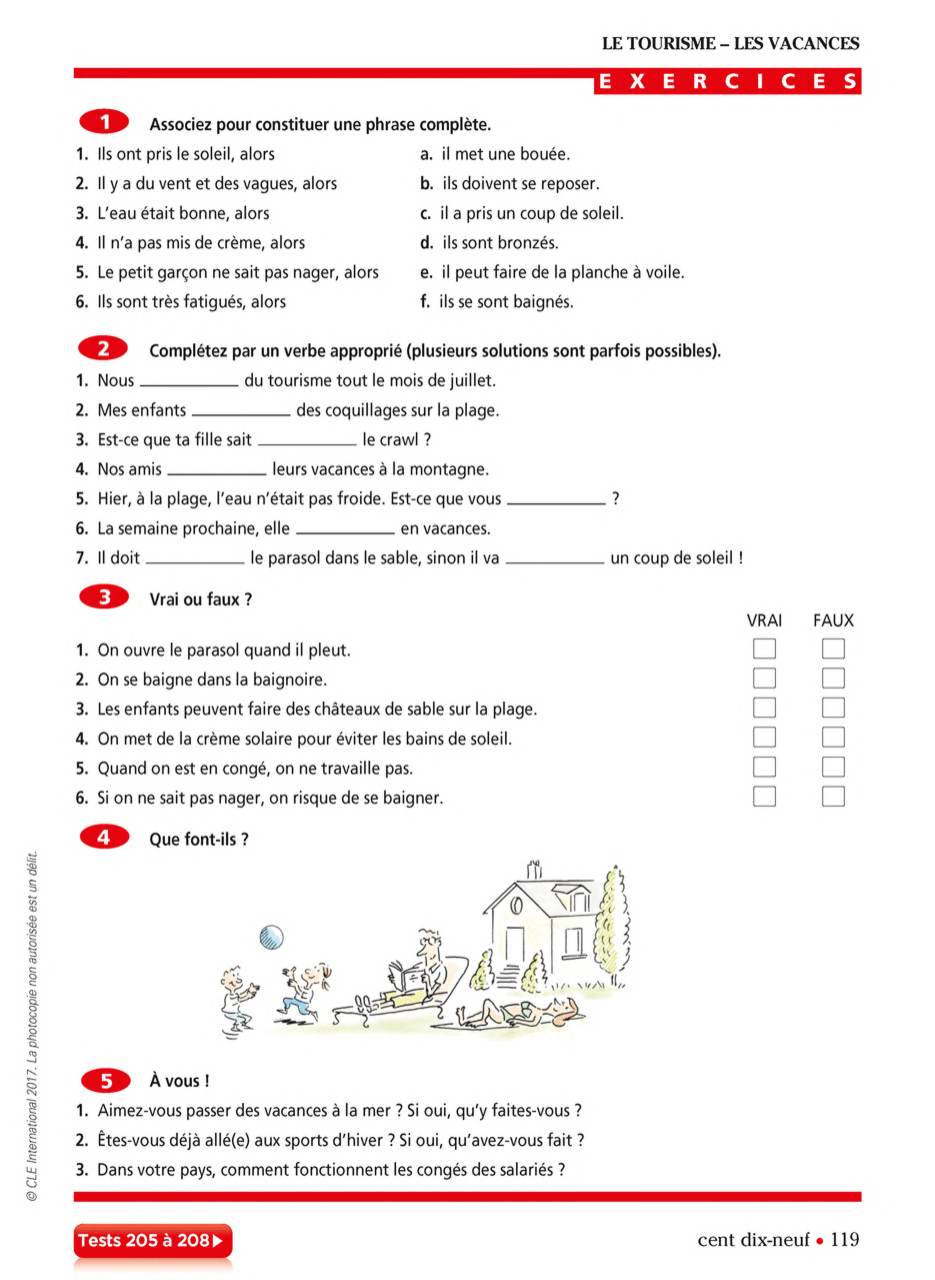 LE TOURISME – LES VACANCES
EXERCICES
1 Associez pour constituer une phrase complète.
1. Ils ont pris le soleil, alors a. il met une bouée.
2. Il y a du vent et des vagues, alors b. ils doivent se reposer.
3. L'eau était bonne, alors c. il a pris un coup de soleil.
4. Il n'a pas mis de crème, alors d. ils sont bronzés.
5. Le petit garçon ne sait pas nager, alors e. il peut faire de la planche à voile.
6. Ils sont très fatigués, alors f. ils se sont baignés.
2 Complétez par un verbe approprié (plusieurs solutions sont parfois possibles).
1. Nous ____________ du tourisme tout le mois de juillet.
2. Mes enfants ____________ des coquillages sur la plage.
3. Est-ce que ta fille sait ____________ le crawl ?
4. Nos amis ____________ leurs vacances à la montagne.
5. Hier, à la plage, l'eau n'était pas froide. Est-ce que vous ____________ ?
6. La semaine prochaine, elle ____________ en vacances.
7. Il doit ____________ le parasol dans le sable, sinon il va ____________ un coup de soleil !
3 Vrai ou faux ?
VRAI FAUX
1. On ouvre le parasol quand il pleut.
2. On se baigne dans la baignoire.
3. Les enfants peuvent faire des châteaux de sable sur la plage.
4. On met de la crème solaire pour éviter les bains de soleil.
5. Quand on est en congé, on ne travaille pas.
6. Si on ne sait pas nager, on risque de se baigner.
4 Que font-ils ?
5 À vous !
1. Aimez-vous passer des vacances à la mer ? Si oui, qu'y faites-vous ?
2. Êtes-vous déjà allé(e) aux sports d'hiver ? Si oui, qu'avez-vous fait ?
3. Dans votre pays, comment fonctionnent les congés des salariés ?
© CLE International 2017. La photocopie non autorisée est un délit.
Tests 205 à 208
cent dix-neuf • 119